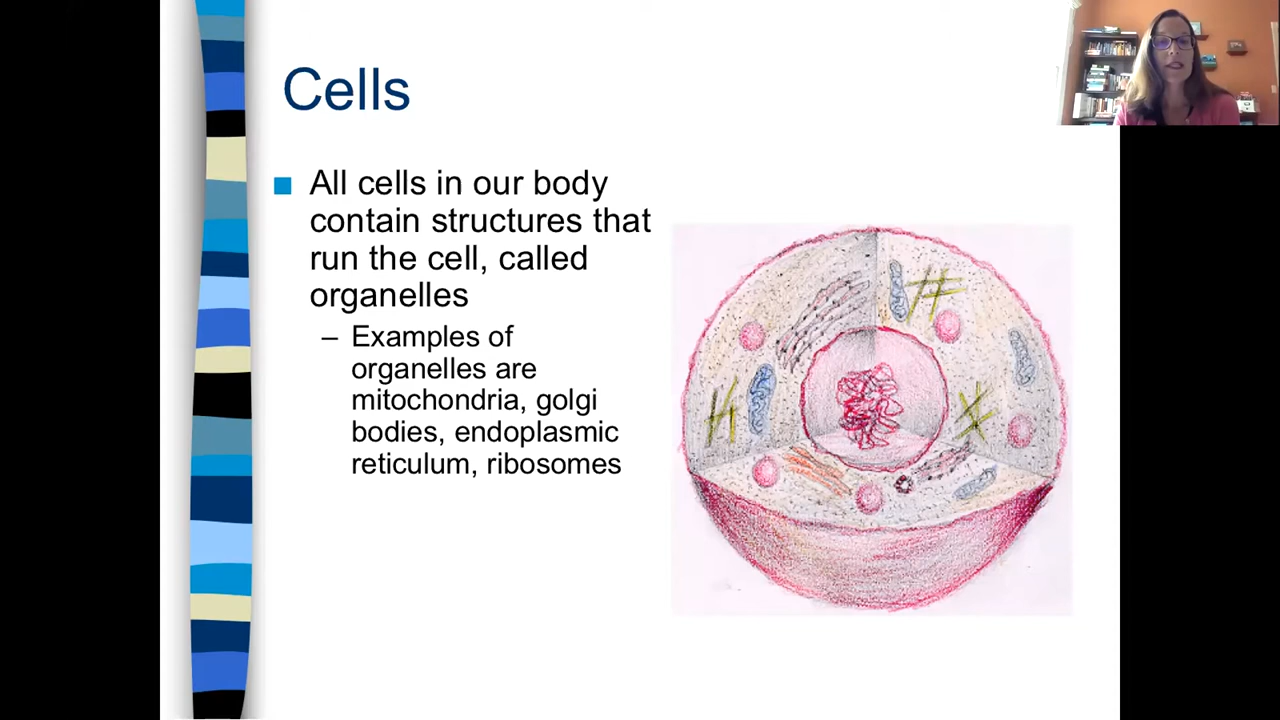 Cells
All cells in our body
contain structures that
run the cell, called
organelles
– Examples of
organelles are
mitochondria, golgi
bodies, endoplasmic
reticulum, ribosomes